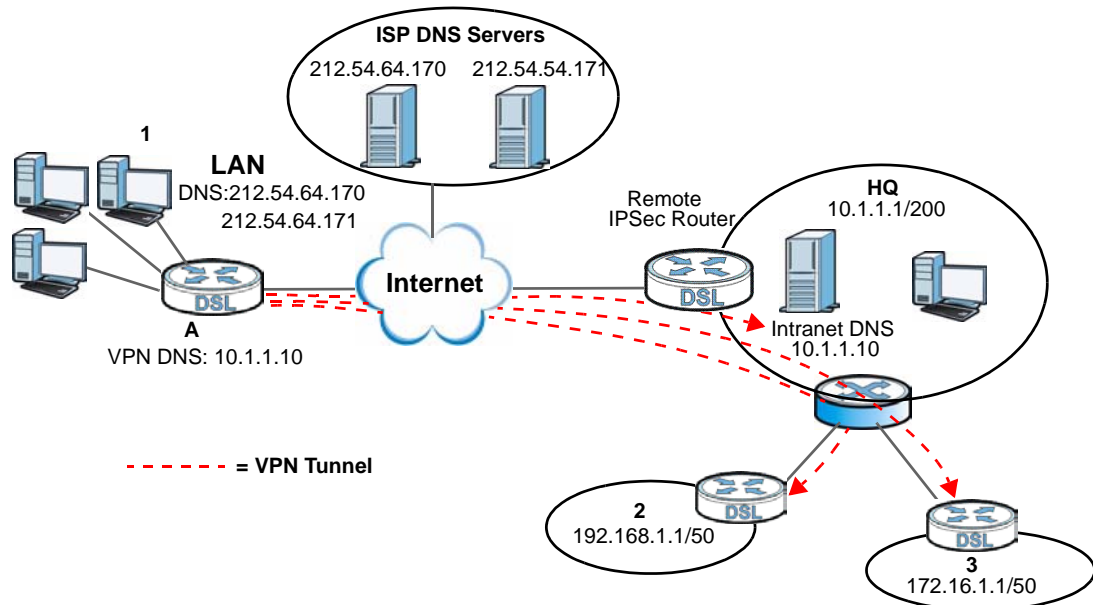 ISP DNS Servers
212.54.64.170 212.54.54.171
1
LAN
DNS:212.54.64.170
212.54.64.171
Remote
IPSec Router
HQ
10.1.1.1/200
Internet
DSL
DSL
A
VPN DNS: 10.1.1.10
Intranet DNS
10.1.1.10
= VPN Tunnel
2
192.168.1.1/50
DSL
DSL
3
172.16.1.1/50